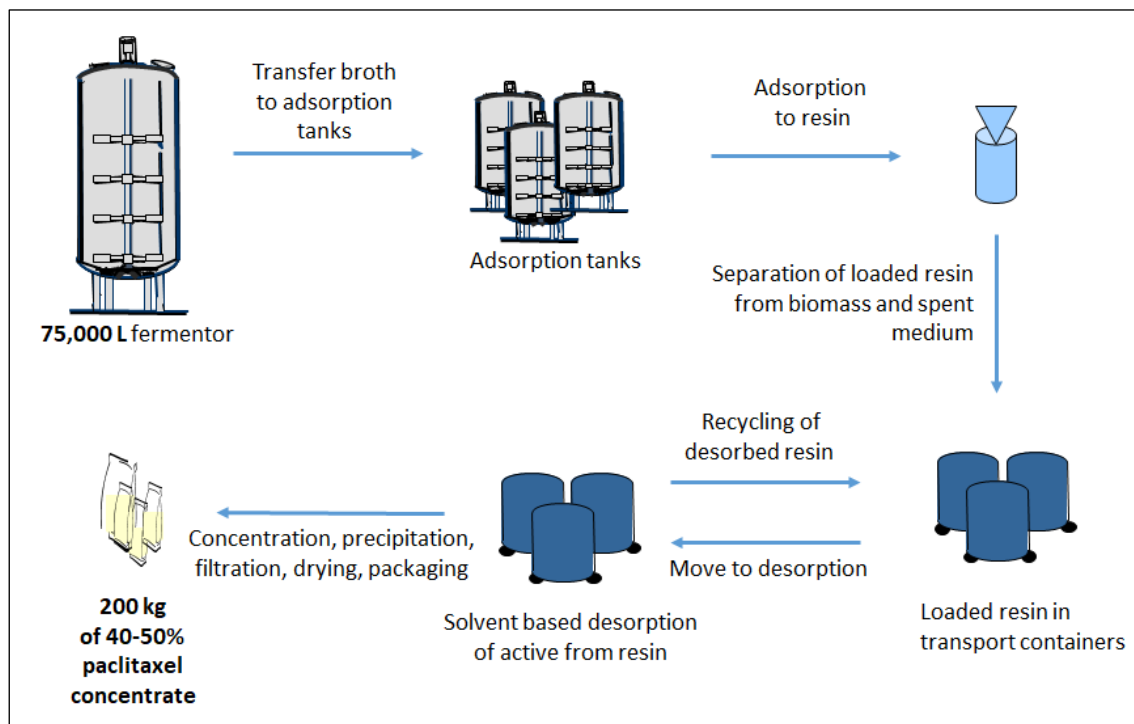 Transfer broth
to adsorption
tanks
Adsorption
to resin
Adsorption tanks
75,000 L fermentor
Separation of loaded resin
from biomass and spent
medium
Recycling of
desorbed resin
Concentration, precipitation,
filtration, drying, packaging
Move to desorption
200 kg
of 40-50%
paclitaxel
concentrate
Solvent based desorption
of active from resin
Loaded resin in
transport containers